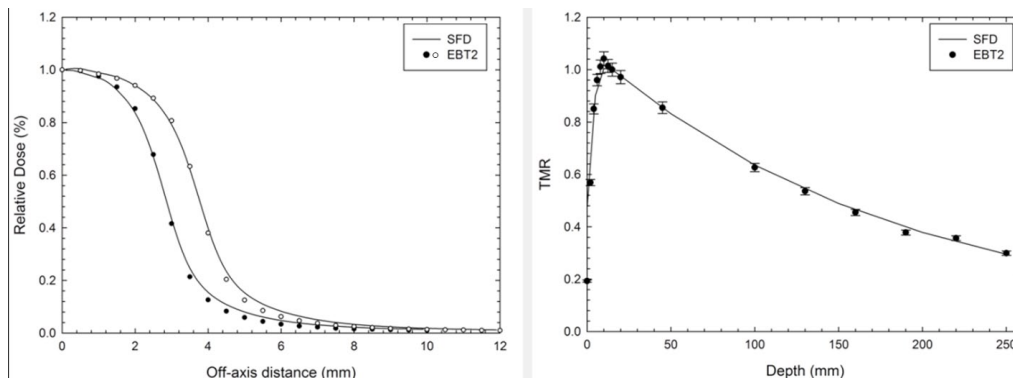 1.2
1.0
0.8
0.6
0.4
0.2
0.0
Relative Dose (%)
SFD
EBT2
0 2 4 6 8 10 12
Off-axis distance (mm)
1.2
1.0
0.8
0.6
0.4
0.2
0.0
TMR
SFD
EBT2
0 50 100 150 200 250
Depth (mm)